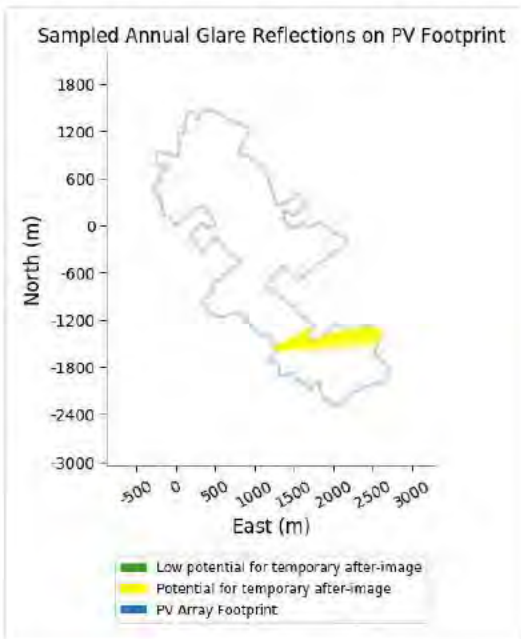 Sampled Annual Glare Reflections on PV Footprint
1800
1200
600
0
-600
-1200
-1800
-2400
-3000
North (m)
-500
0
500
1000
1500
2000
2500
3000
East (m)
Low potential for temporary after-image
Potential for temporary after-image
PV Array Footprint